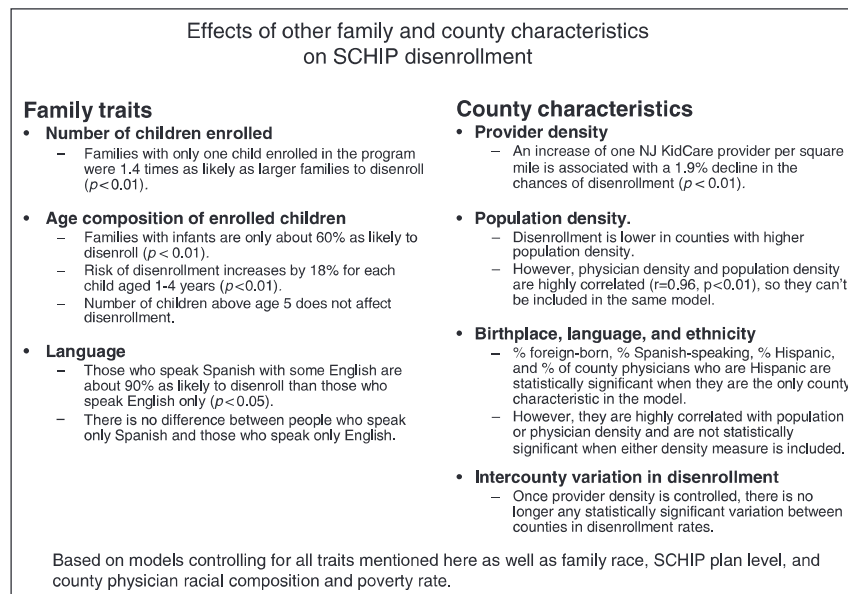 Effects of other family and county characteristics
on SCHIP disenrollment
Family traits
• Number of children enrolled
– Families with only one child enrolled in the program
were 1.4 times as likely as larger families to disenroll
(p<0.01).
• Age composition of enrolled children
– Families with infants are only about 60% as likely to
disenroll (p < 0.01).
– Risk of disenrollment increases by 18% for each
child aged 1-4 years (p<0.01).
– Number of children above age 5 does not affect
disenrollment.
• Language
– Those who speak Spanish with some English are
about 90% as likely to disenroll than those who
speak English only (p<0.05).
– There is no difference between people who speak
only Spanish and those who speak only English.
County characteristics
• Provider density
– An increase of one NJ KidCare provider per square
mile is associated with a 1.9% decline in the
chances of disenrollment (p < 0.01).
• Population density.
– Disenrollment is lower in counties with higher
population density.
– However, physician density and population density
are highly correlated (r=0.96, p<0.01), so they can't
be included in the same model.
• Birthplace, language, and ethnicity
– % foreign-born, % Spanish-speaking, % Hispanic,
and % of county physicians who are Hispanic are
statistically significant when they are the only county
characteristic in the model.
– However, they are highly correlated with population
or physician density and are not statistically
significant when either density measure is included.
• Intercounty variation in disenrollment
– Once provider density is controlled, there is no
longer any statistically significant variation between
counties in disenrollment rates.
Based on models controlling for all traits mentioned here as well as family race, SCHIP plan level, and
county physician racial composition and poverty rate.